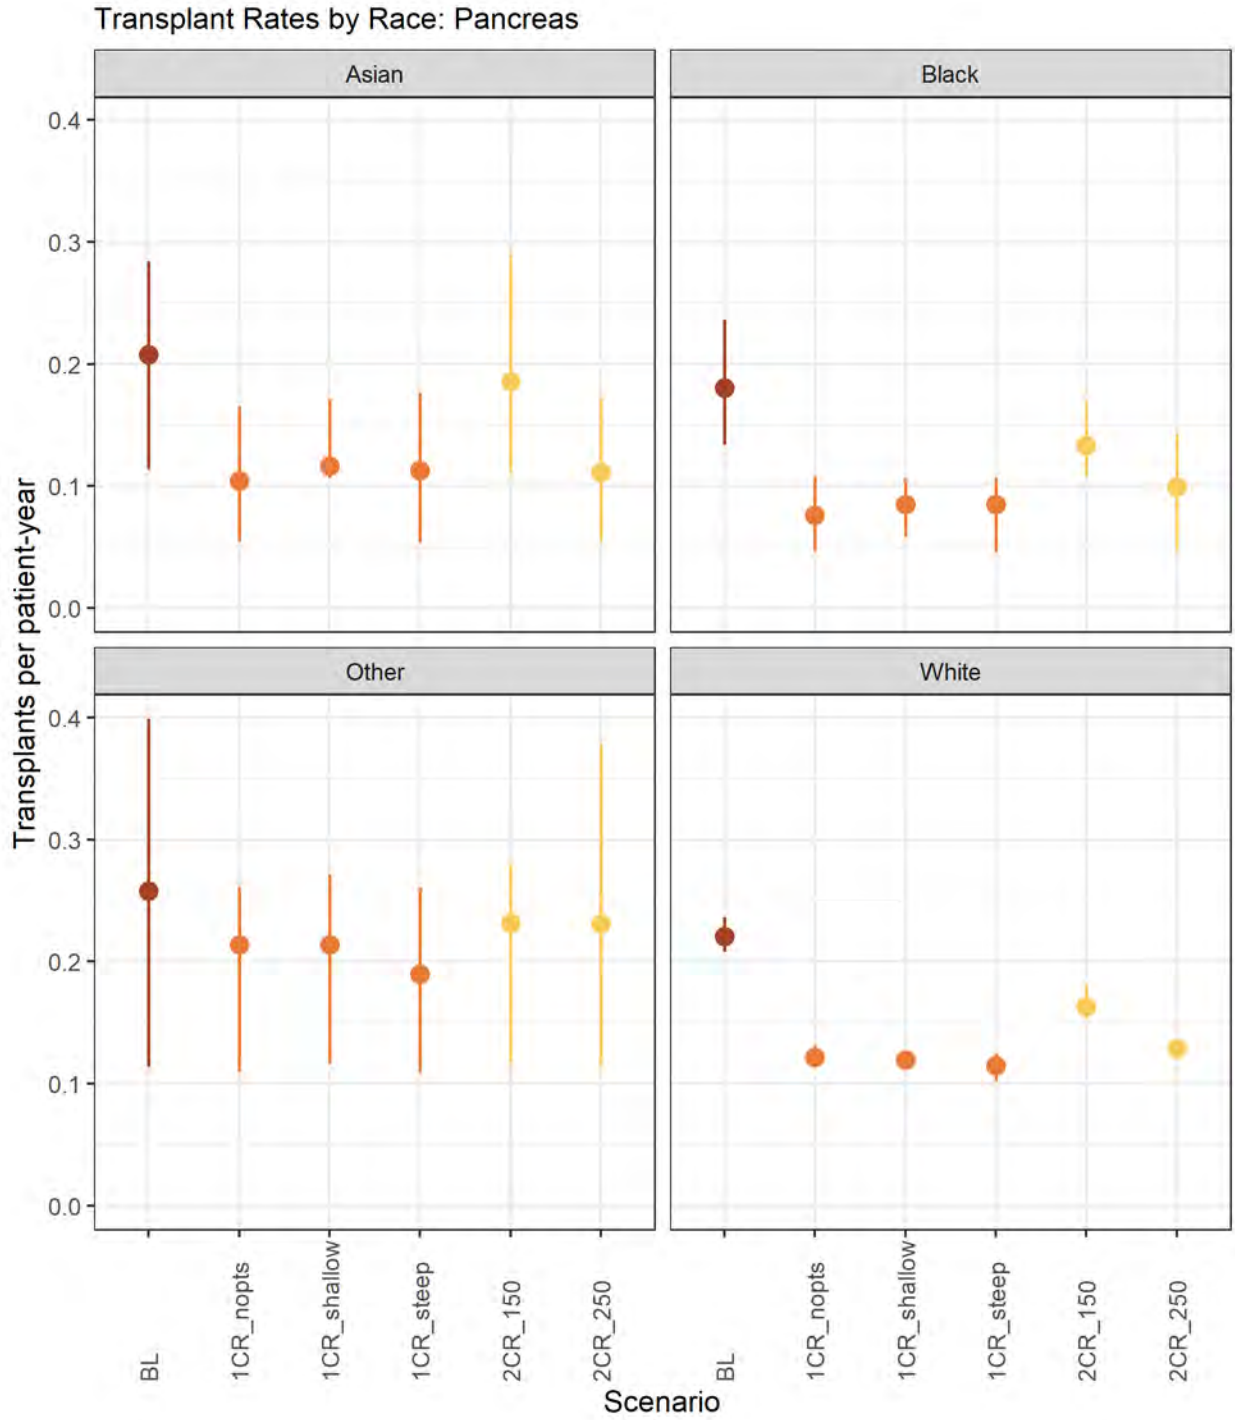 Transplant Rates by Race: Pancreas
Asian
Black
0.4
0.3
0.2
0.1
0.0
Other
White
0.4
0.3
0.2
0.1
0.0
Transplants per patient-year
BL
1CR_nopts
1CR_shallow
1CR_steep
2CR_150
2CR_250
BL
1CR_nopts
1CR_shallow
1CR_steep
2CR_150
2CR_250
Scenario